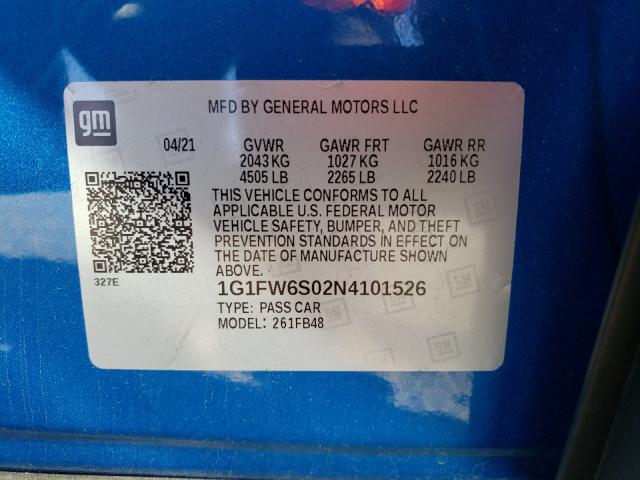 gm
MFD BY GENERAL MOTORS LLC
04/21 GVWR GAWR FRT GAWR RR
2043 KG 1027 KG 1016 KG
4505 LB 2265 LB 2240 LB
THIS VEHICLE CONFORMS TO ALL
APPLICABLE U.S. FEDERAL MOTOR
VEHICLE SAFETY, BUMPER, AND THEFT
PREVENTION STANDARDS IN EFFECT ON
THE DATE OF MANUFACTURE SHOWN
ABOVE.
327E
1G1FW6S02N4101526
TYPE: PASS CAR
MODEL: 261FB48